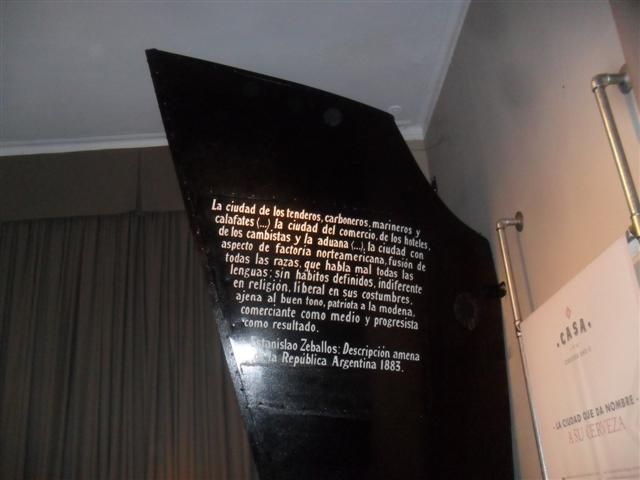 La ciudad de los tenderos, carboneros, marineros y
calafates (...) la ciudad del comercio, de los hoteles,
de los cambistas y la aduana (...), la ciudad con
aspecto de factoría norteamericana, fusión de
todas las razas, que habla mal todas las
lenguas; sin hábitos definidos, indiferente
en religión, liberal en sus costumbres,
ajena al buen tono, patriota a la modena,
comerciante como medio y progresista
como resultado.
Estanislao Zeballos: Descripción amena
la República Argentina 1883.
· CASA ·
- LA CIUDAD QUE DA NOMBRE -
A SU CERVEZA